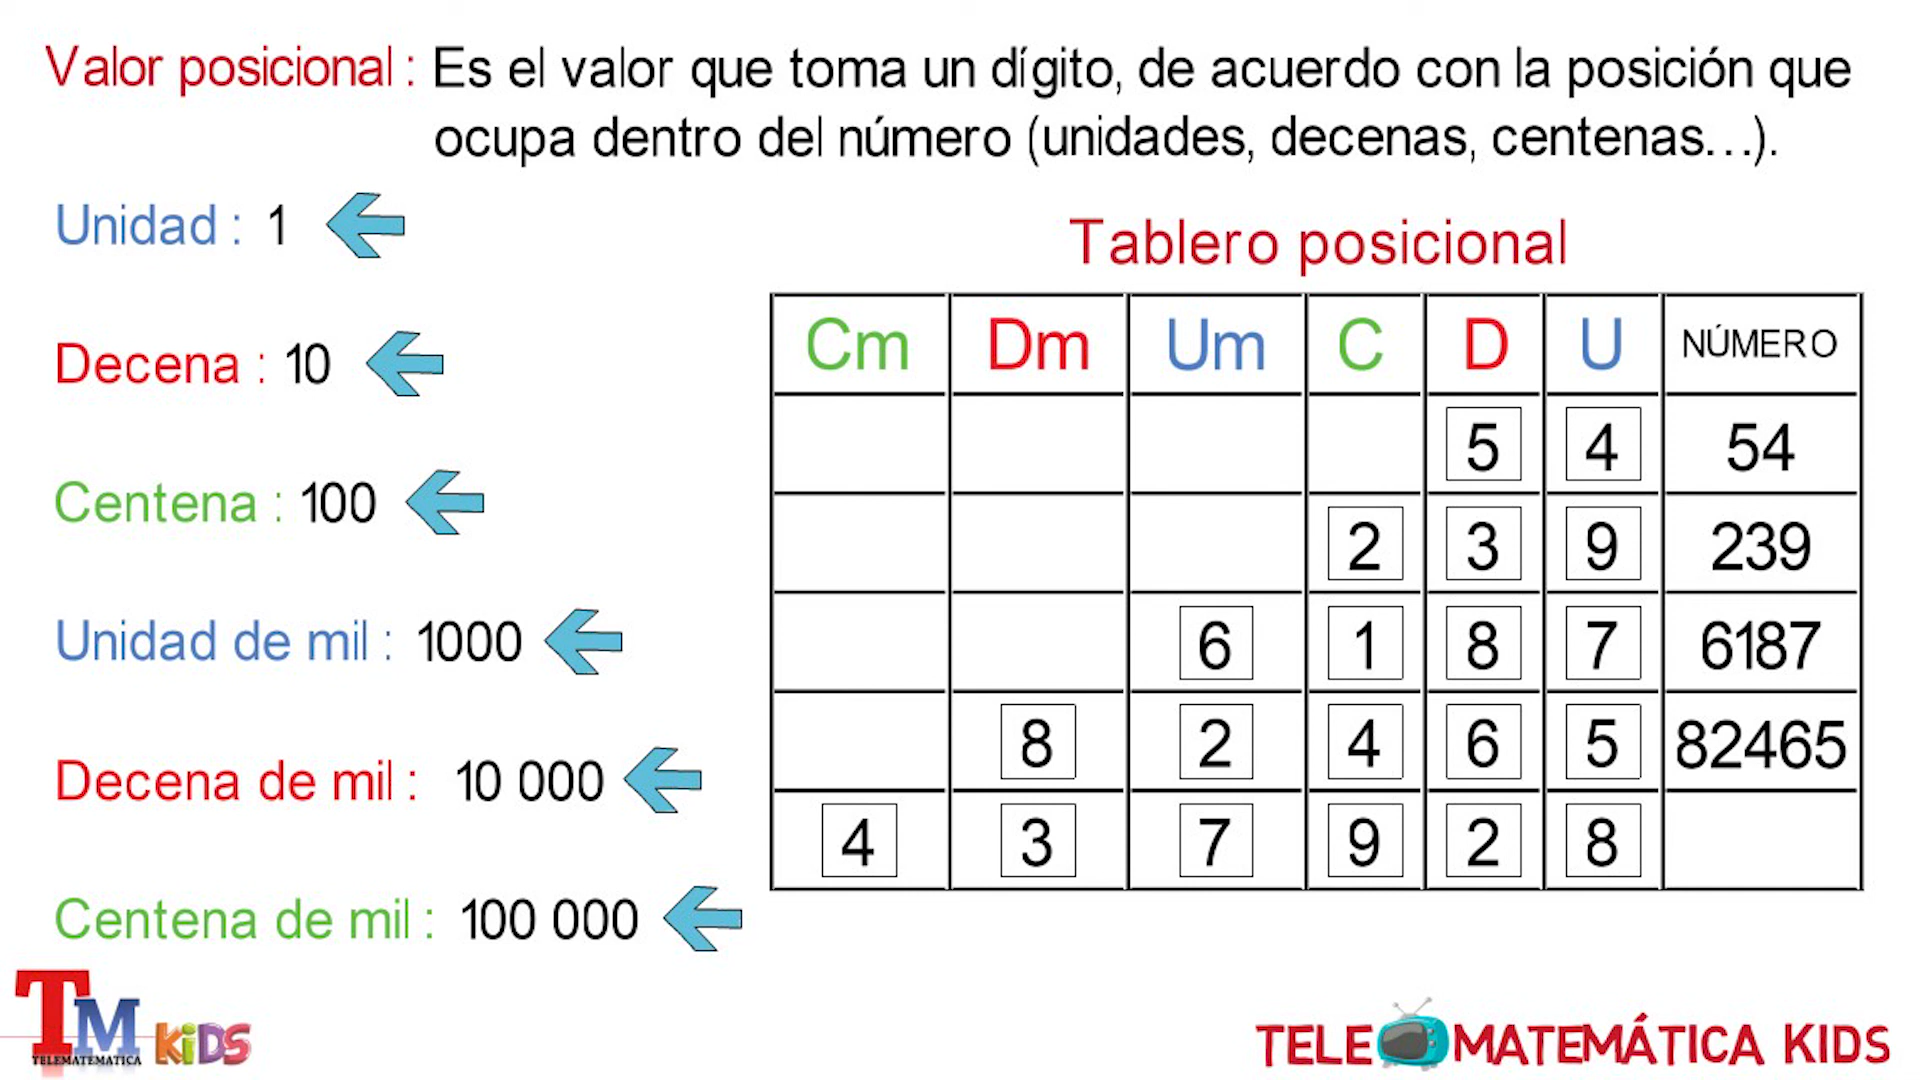 Valor posicional : Es el valor que toma un dígito, de acuerdo con la posición que
ocupa dentro del número (unidades, decenas, centenas...).
Unidad : 1
Decena : 10
Centena : 100
Unidad de mil : 1000
Decena de mil : 10 000
Centena de mil : 100 000
Tablero posicional
Cm Dm Um C D U NÚMERO
5 4 54
2 3 9 239
6 1 8 7 6187
8 2 4 6 5 82465
4 3 7 9 2 8
TM KiDS
TELEMATEMATICA
TELE MATEMÁTICA KIDS